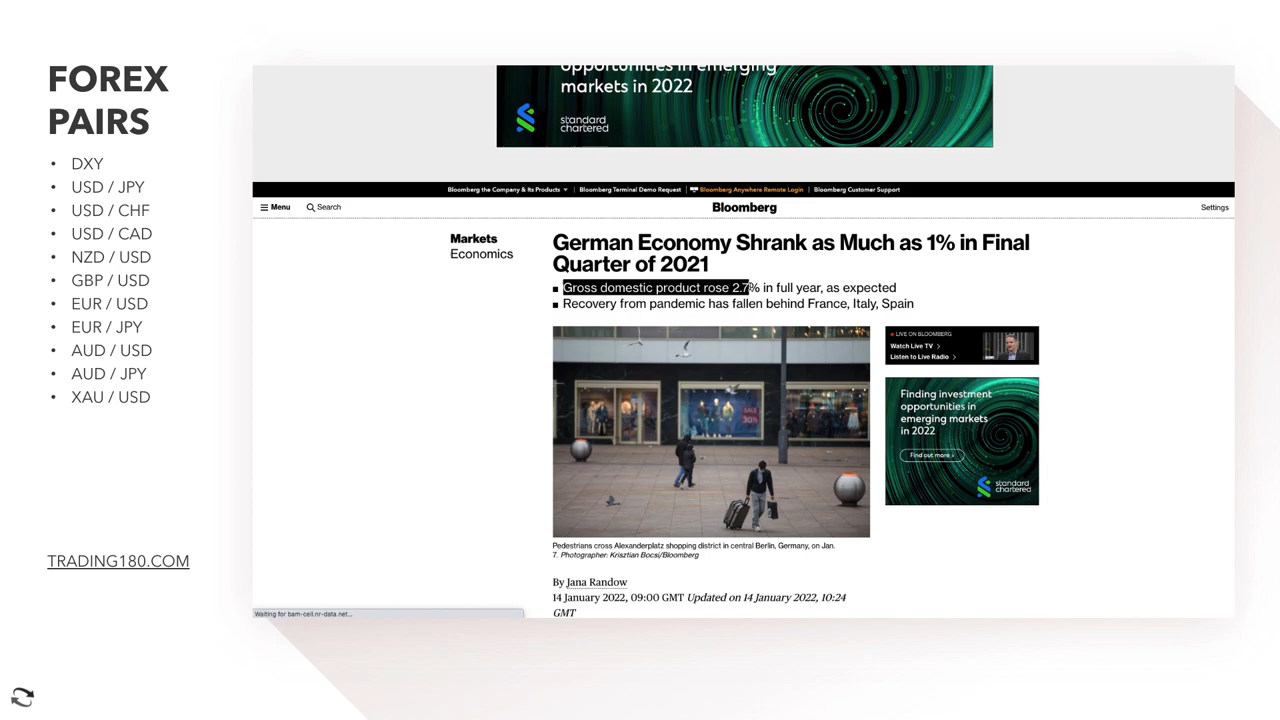 FOREX
PAIRS
• DXY
• USD / JPY
• USD / CHF
• USD / CAD
• NZD / USD
• GBP / USD
• EUR / USD
• EUR / JPY
• AUD / USD
• AUD / JPY
• XAU / USD
TRADING180.COM
opportunities in emerging
markets in 2022
standard
chartered
Bloomberg the Company & Its Products ▼ | Bloomberg Terminal Demo Request | Bloomberg Anywhere Remote Login | Bloomberg Customer Support
Menu Search Bloomberg Settings
Markets
Economics
German Economy Shrank as Much as 1% in Final
Quarter of 2021
■ Gross domestic product rose 2.7% in full year, as expected
■ Recovery from pandemic has fallen behind France, Italy, Spain
SALE
30%
LIVE ON BLOOMBERG
Watch Live TV >
Listen to Live Radio >
Finding investment
opportunities in
emerging markets
in 2022
Find out more >
standard
chartered
Pedestrians cross Alexanderplatz shopping district in central Berlin, Germany, on Jan.
7. Photographer: Krisztian Bocsi/Bloomberg
By Jana Randow
14 January 2022, 09:00 GMT Updated on 14 January 2022, 10:24
GMT
Waiting for bam-cell.nr-data.net...